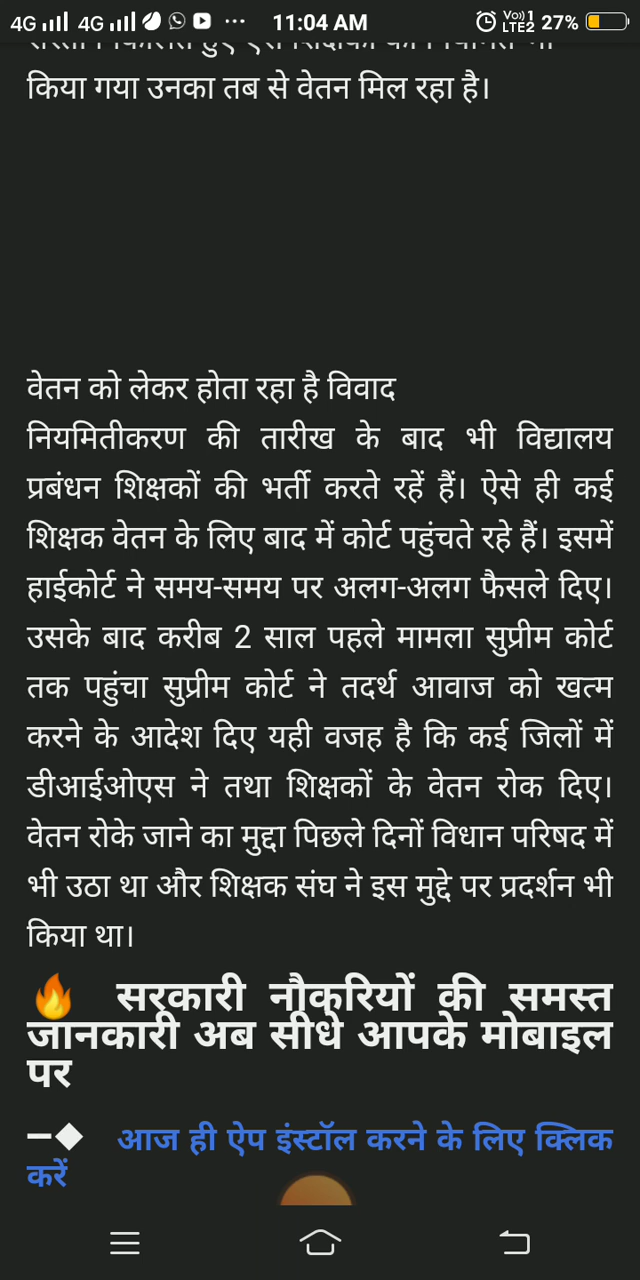 4G 4G ... 11:04 AM Vo)) 1 LTE2 27%
किया गया उनका तब से वेतन मिल रहा है।
वेतन को लेकर होता रहा है विवाद
नियमितीकरण की तारीख के बाद भी विद्यालय
प्रबंधन शिक्षकों की भर्ती करते रहें हैं। ऐसे ही कई
शिक्षक वेतन के लिए बाद में कोर्ट पहुंचते रहे हैं। इसमें
हाईकोर्ट ने समय-समय पर अलग-अलग फैसले दिए।
उसके बाद करीब 2 साल पहले मामला सुप्रीम कोर्ट
तक पहुंचा सुप्रीम कोर्ट ने तदर्थ आवाज को खत्म
करने के आदेश दिए यही वजह है कि कई जिलों में
डीआईओएस ने तथा शिक्षकों के वेतन रोक दिए।
वेतन रोके जाने का मुद्दा पिछले दिनों विधान परिषद में
भी उठा था और शिक्षक संघ ने इस मुद्दे पर प्रदर्शन भी
किया था।
🔥 सरकारी नौकरियों की समस्त
जानकारी अब सीधे आपके मोबाइल
पर
–◆ आज ही ऐप इंस्टॉल करने के लिए क्लिक
करें